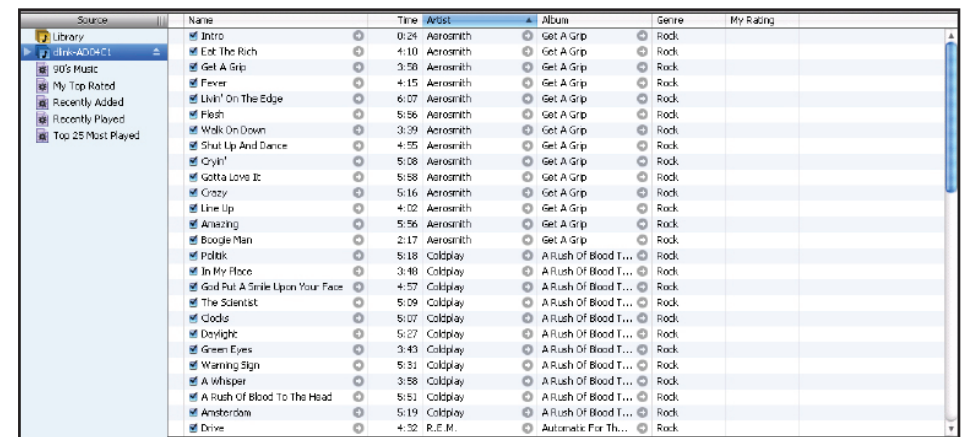 Source Name Time Artist Album Genre My Rating
Library Intro 0:24 Aerosmith Get A Grip Rock
dlink-ADD4C1 Eat The Rich 4:10 Aerosmith Get A Grip Rock
90's Music Get A Grip 3:58 Aerosmith Get A Grip Rock
My Top Rated Fever 4:15 Aerosmith Get A Grip Rock
Recently Added Livin' On The Edge 6:07 Aerosmith Get A Grip Rock
Recently Played Flesh 5:56 Aerosmith Get A Grip Rock
Top 25 Most Played Walk On Down 3:39 Aerosmith Get A Grip Rock
Shut Up And Dance 4:55 Aerosmith Get A Grip Rock
Cryin' 5:08 Aerosmith Get A Grip Rock
Gotta Love It 5:58 Aerosmith Get A Grip Rock
Crazy 5:16 Aerosmith Get A Grip Rock
Line Up 4:02 Aerosmith Get A Grip Rock
Amazing 5:56 Aerosmith Get A Grip Rock
Boogie Man 2:17 Aerosmith Get A Grip Rock
Politik 5:18 Coldplay A Rush Of Blood T... Rock
In My Place 3:48 Coldplay A Rush Of Blood T... Rock
God Put A Smile Upon Your Face 4:57 Coldplay A Rush Of Blood T... Rock
The Scientist 5:09 Coldplay A Rush Of Blood T... Rock
Clocks 5:07 Coldplay A Rush Of Blood T... Rock
Daylight 5:27 Coldplay A Rush Of Blood T... Rock
Green Eyes 3:43 Coldplay A Rush Of Blood T... Rock
Warning Sign 5:31 Coldplay A Rush Of Blood T... Rock
A Whisper 3:58 Coldplay A Rush Of Blood T... Rock
A Rush Of Blood To The Head 5:51 Coldplay A Rush Of Blood T... Rock
Amsterdam 5:19 Coldplay A Rush Of Blood T... Rock
Drive 4:32 R.E.M. Automatic For Th... Rock